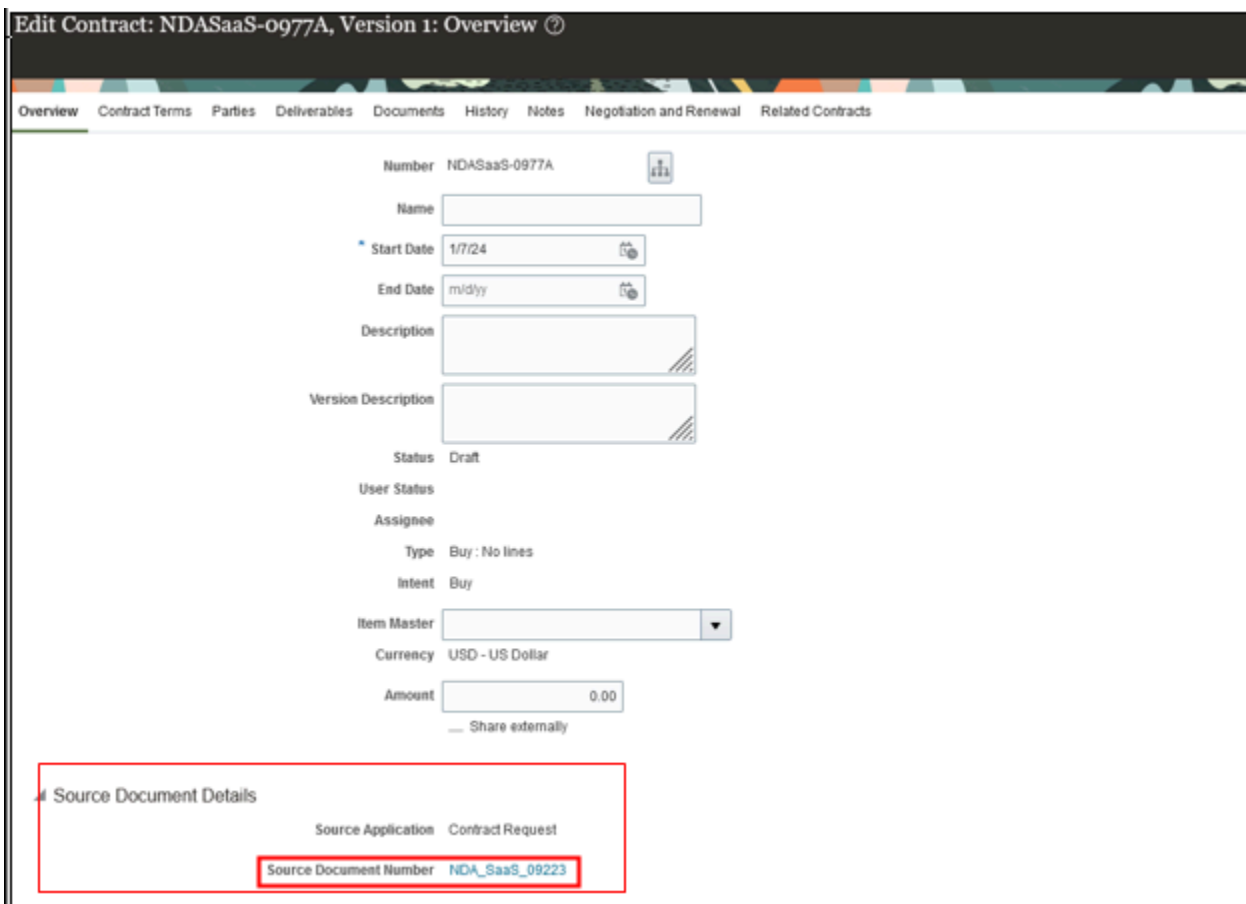 Edit Contract: NDASaaS-0977A, Version 1: Overview ?
Overview Contract Terms Parties Deliverables Documents History Notes Negotiation and Renewal Related Contracts
Number NDASaaS-0977A
Name
* Start Date 1/7/24
End Date m/d/yy
Description
Version Description
Status Draft
User Status
Assignee
Type Buy : No lines
Intent Buy
Item Master
Currency USD - US Dollar
Amount 0.00
Share externally
Source Document Details
Source Application Contract Request
Source Document Number NDA_SaaS_09223